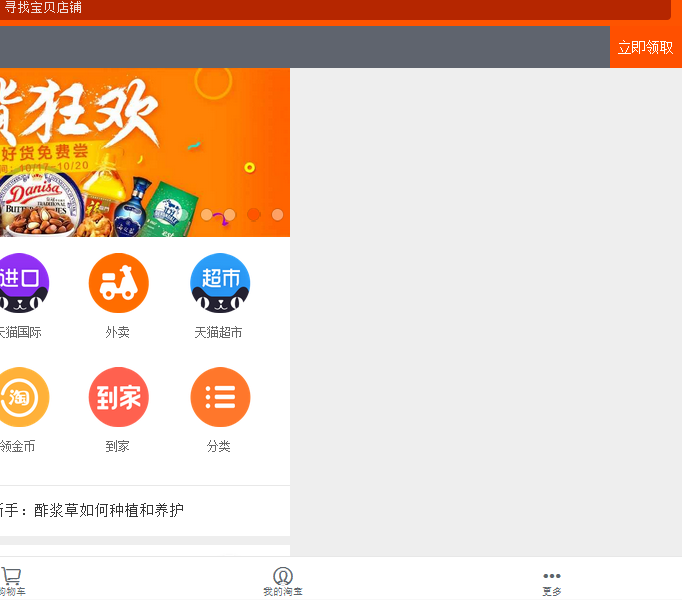 寻找宝贝店铺
立即领取
货狂欢
好货免费尝
间：10/17—10/20
Danisa
TRADITIONAL
进口
超市
天猫国际
外卖
天猫超市
淘
到家
领金币
到家
分类
新手：酢浆草如何种植和养护
购物车
我的淘宝
更多